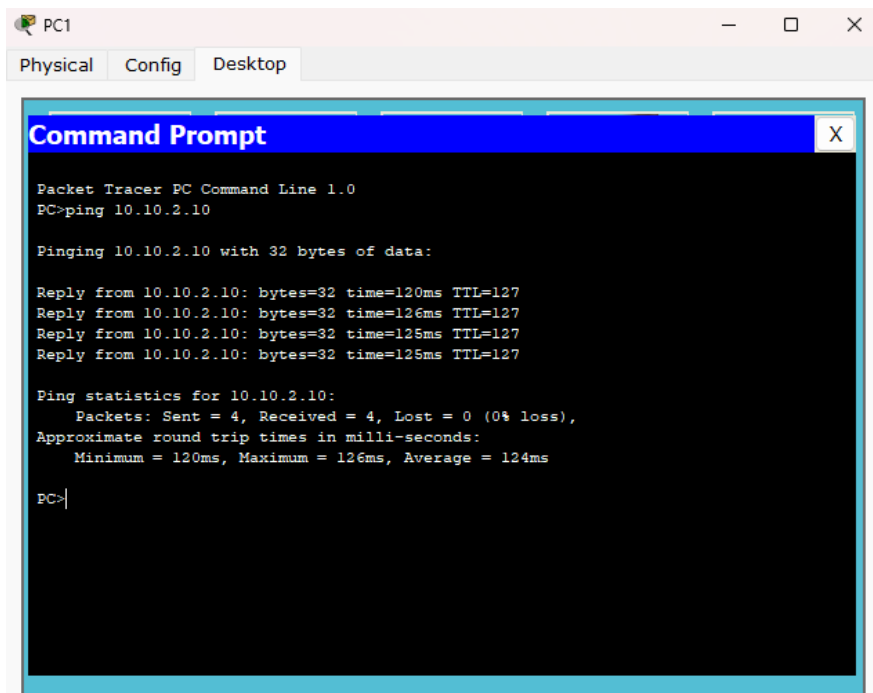 PC1
Physical Config Desktop
Command Prompt X
Packet Tracer PC Command Line 1.0
PC>ping 10.10.2.10
Pinging 10.10.2.10 with 32 bytes of data:
Reply from 10.10.2.10: bytes=32 time=120ms TTL=127
Reply from 10.10.2.10: bytes=32 time=126ms TTL=127
Reply from 10.10.2.10: bytes=32 time=125ms TTL=127
Reply from 10.10.2.10: bytes=32 time=125ms TTL=127
Ping statistics for 10.10.2.10:
Packets: Sent = 4, Received = 4, Lost = 0 (0% loss),
Approximate round trip times in milli-seconds:
Minimum = 120ms, Maximum = 126ms, Average = 124ms
PC>